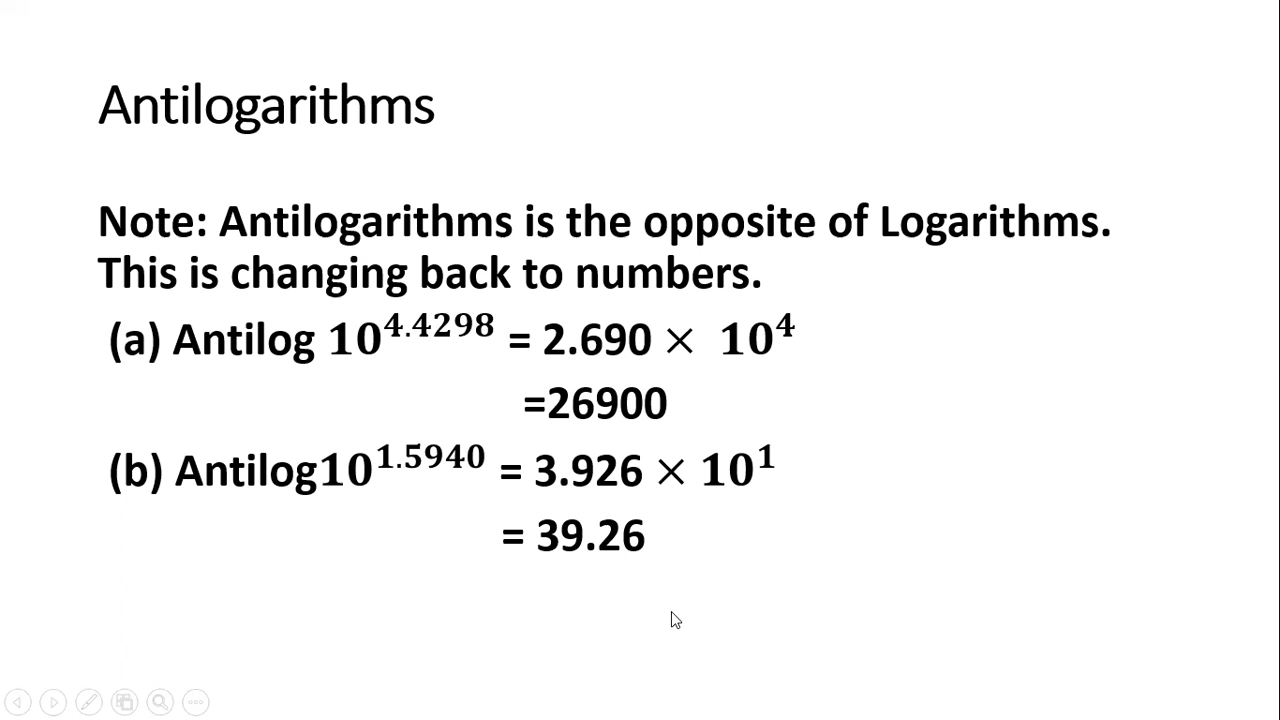 Antilogarithms
Note: Antilogarithms is the opposite of Logarithms.
This is changing back to numbers.
(a) Antilog 10^4.4298 = 2.690 × 10^4
=26900
(b) Antilog10^1.5940 = 3.926 × 10^1
= 39.26